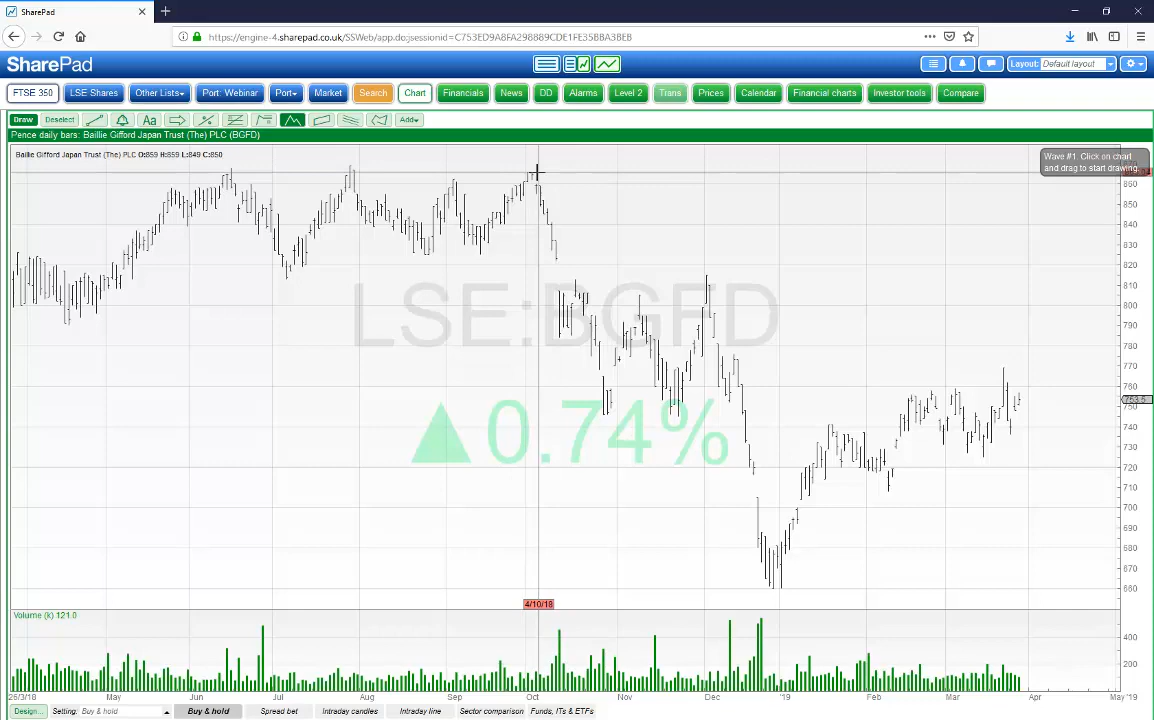 SharePad
https://engine-4.sharepad.co.uk/SSWeb/app.do;jsessionid=C753ED9A8FA298889CDE1FE35BBA38EB
SharePad
Layout: Default layout
FTSE 350 LSE Shares Other Lists Port: Webinar Port Market Search Chart Financials News DD Alarms Level 2 Trans Prices Calendar Financial charts Investor tools Compare
Draw Deselect Aa Add
Pence daily bars: Baillie Gifford Japan Trust (The) PLC (BGFD)
Baillie Gifford Japan Trust (The) PLC O:859 H:859 L:849 C:850
Wave #1. Click on chart
and drag to start drawing.
860
850
840
830
820
810
800
790
780
770
760
753.5
750
740
730
720
710
700
690
680
670
660
LSE:BGFD
▲0.74%
4/10/18
Volume (k) 121.0
400
200
26/3/18 May Jun Jul Aug Sep Oct Nov Dec '19 Feb Mar Apr May '19
Design... Setting: Buy & hold Buy & hold Spread bet Intraday candles Intraday line Sector comparison Funds, ITs & ETFs